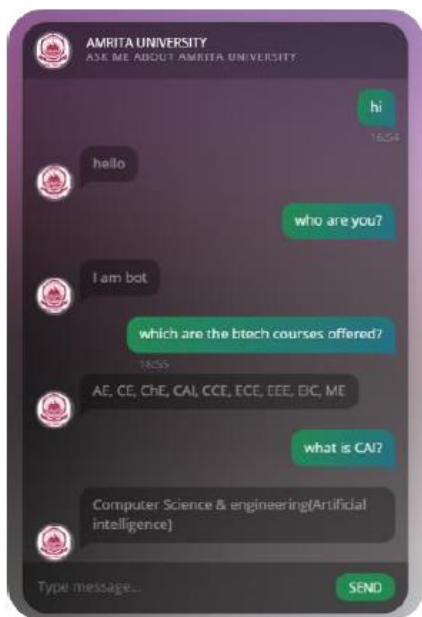 AMRITA UNIVERSITY
ASK ME ABOUT AMRITA UNIVERSITY
hi
16:54
hello
who are you?
I am bot
which are the btech courses offered?
16:55
AE, CE, ChE, CAI, CCE, ECE, EEE, EIC, ME
what is CAI?
Computer Science & engineering(Artificial
intelligence)
Type message...
SEND